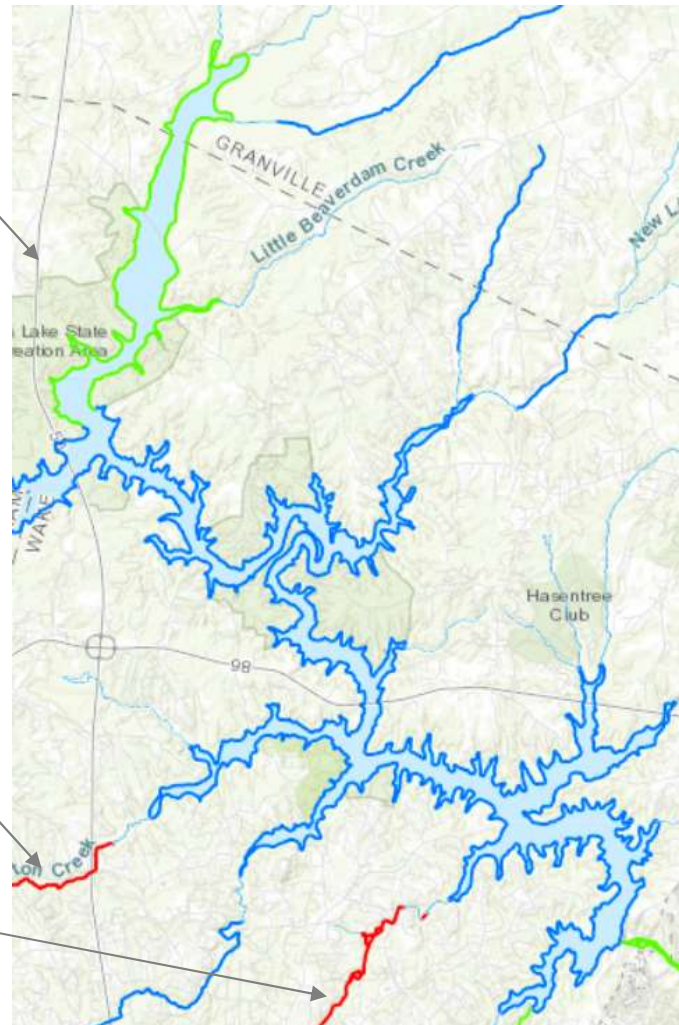 GRANVILLE
Little Beaverdam Creek
New L
Lake State
eation Area
WAKE
Hasentree
Club
98
ton Creek